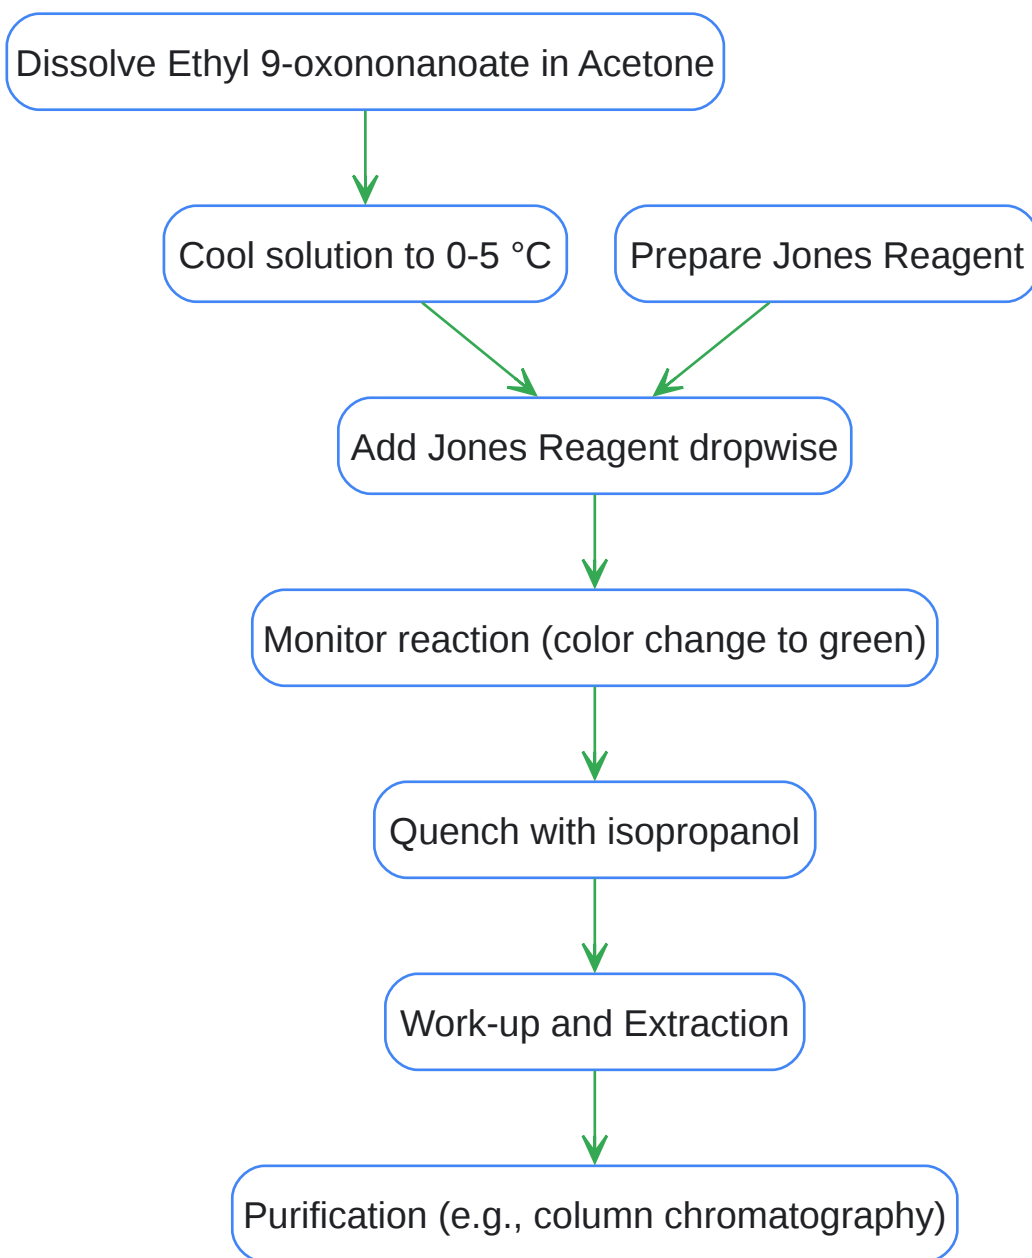 Dissolve Ethyl 9-oxononanoate in Acetone
Cool solution to 0-5 °C
Prepare Jones Reagent
Add Jones Reagent dropwise
Monitor reaction (color change to green)
Quench with isopropanol
Work-up and Extraction
Purification (e.g., column chromatography)